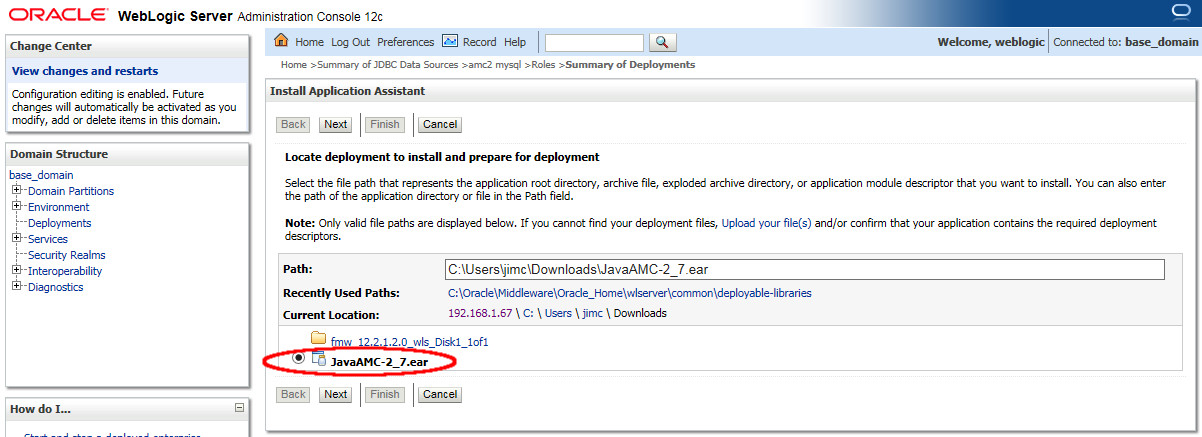 ORACLE WebLogic Server Administration Console 12c
Change Center
View changes and restarts
Configuration editing is enabled. Future
changes will automatically be activated as you
modify, add or delete items in this domain.
Domain Structure
base_domain
Domain Partitions
Environment
Deployments
Services
Security Realms
Interoperability
Diagnostics
How do I...
Start and stop a deployed enterprise
Home Log Out Preferences Record Help
Welcome, weblogic Connected to: base_domain
Home >Summary of JDBC Data Sources >amc2 mysql >Roles >Summary of Deployments
Install Application Assistant
Back Next Finish Cancel
Locate deployment to install and prepare for deployment
Select the file path that represents the application root directory, archive file, exploded archive directory, or application module descriptor that you want to install. You can also enter
the path of the application directory or file in the Path field.
Note: Only valid file paths are displayed below. If you cannot find your deployment files, Upload your file(s) and/or confirm that your application contains the required deployment
descriptors.
Path: C:\Users\jimc\Downloads\JavaAMC-2_7.ear
Recently Used Paths: C:\Oracle\Middleware\Oracle_Home\wlserver\common\deployable-libraries
Current Location: 192.168.1.67 \ C: \ Users \ jimc \ Downloads
fmw_12.2.1.2.0_wls_Disk1_1of1
JavaAMC-2_7.ear
Back Next Finish Cancel